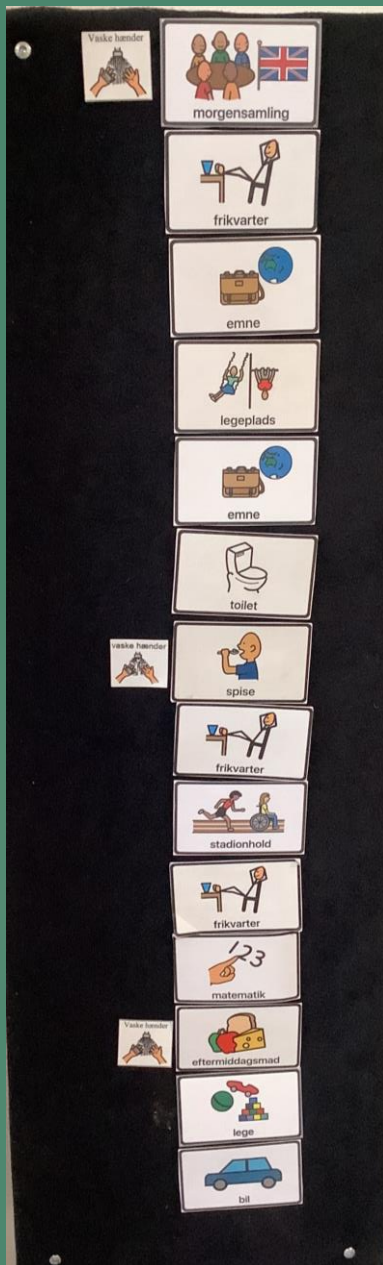 Vaske hænder
morgensamling
frikvarter
emne
legeplads
emne
toilet
vaske hænder
spise
frikvarter
stadionhold
frikvarter
123
matematik
Vaske hænder
eftermiddagsmad
lege
bil